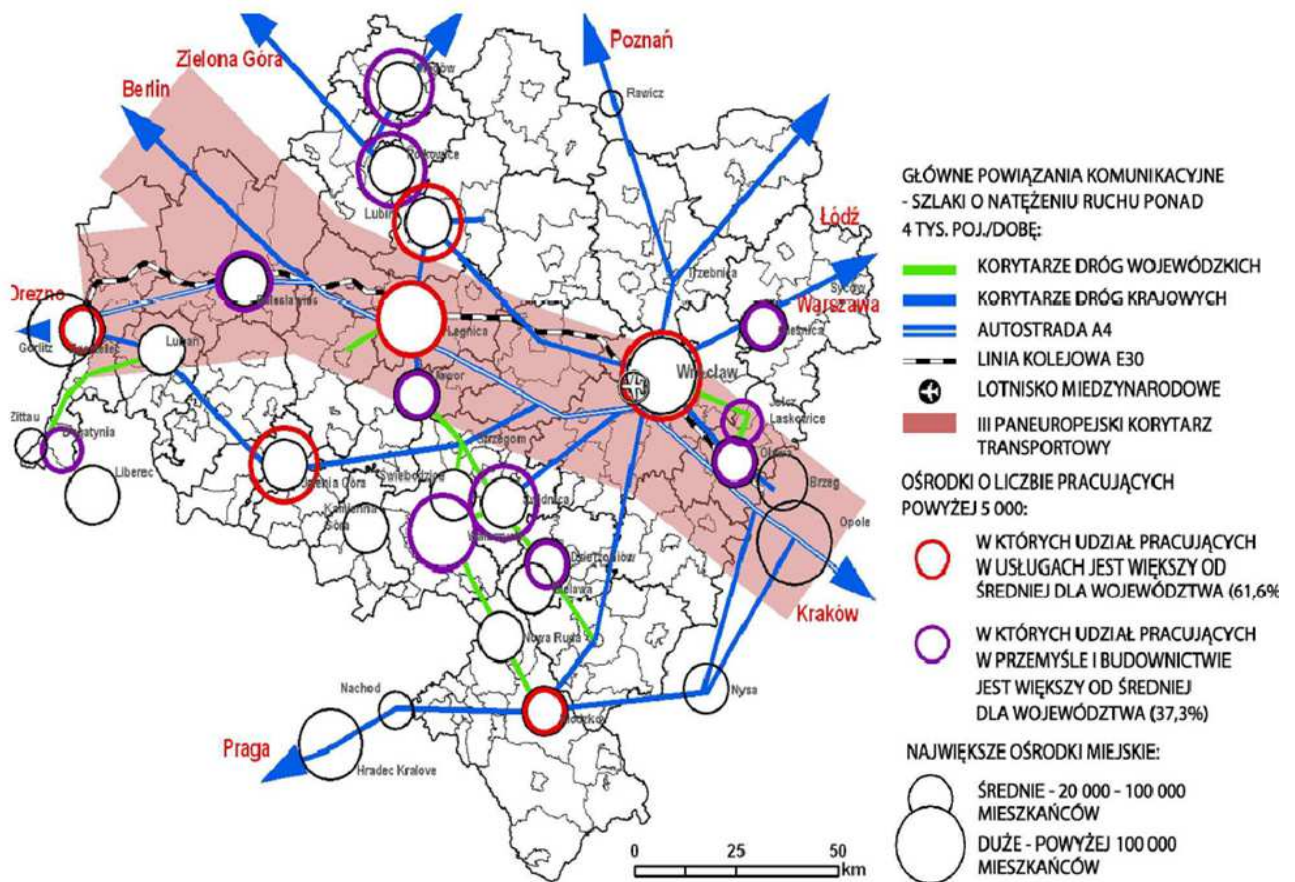 Zielona Góra
Poznań
Berlin
Rawicz
Polkowice
Lubin
Łódź
Trzebnica
Syców
Drezno
Warszawa
Görlitz
Lubań
Legnica
Wrocław
Jelcz
Laskowice
Zittau
Liberec
Strzegom
Jelenia Góra
Kamienna
Góra
Brzeg
Opole
Nowa Ruda
Kraków
Nachod
Nysa
Praga
Hradec Kralove
0 25 50
km
GŁÓWNE POWIĄZANIA KOMUNIKACYJNE
- SZLAKI O NATĘŻENIU RUCHU PONAD
4 TYS. POJ./DOBĘ:
KORYTARZE DRÓG WOJEWÓDZKICH
KORYTARZE DRÓG KRAJOWYCH
AUTOSTRADA A4
LINIA KOLEJOWA E30
LOTNISKO MIEDZYNARODOWE
III PANEUROPEJSKI KORYTARZ
TRANSPORTOWY
OŚRODKI O LICZBIE PRACUJĄCYCH
POWYŻEJ 5 000:
W KTÓRYCH UDZIAŁ PRACUJĄCYCH
W USŁUGACH JEST WIĘKSZY OD
ŚREDNIEJ DLA WOJEWÓDZTWA (61,6%
W KTÓRYCH UDZIAŁ PRACUJĄCYCH
W PRZEMYŚLE I BUDOWNICTWIE
JEST WIĘKSZY OD ŚREDNIEJ
DLA WOJEWÓDZTWA (37,3%)
NAJWIĘKSZE OŚRODKI MIEJSKIE:
ŚREDNIE - 20 000 - 100 000
MIESZKAŃCÓW
DUŻE - POWYŻEJ 100 000
MIESZKAŃCÓW